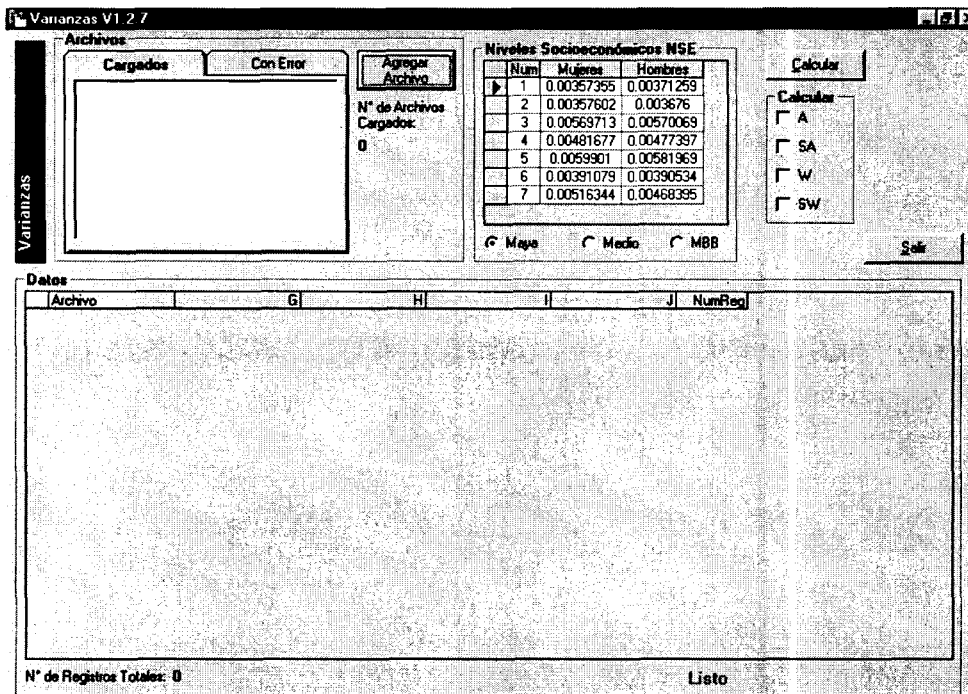 Varianzas V1.2.7
Varianzas
Archivos
Cargados
Con Error
Agregar Archivo
N° de Archivos
Cargados:
0
Niveles Socioeconómicos NSE
Num Mujeres Hombres
1 0.00357355 0.00371259
2 0.00357602 0.003676
3 0.00569713 0.00570069
4 0.00481677 0.00477397
5 0.0059901 0.00581969
6 0.00391079 0.00390534
7 0.00516344 0.00468395
Maya Medio MBB
Calcular
Calcular
A
SA
W
SW
Salir
Datos
Archivo G H I J NumReg
N° de Registros Totales: 0
Listo